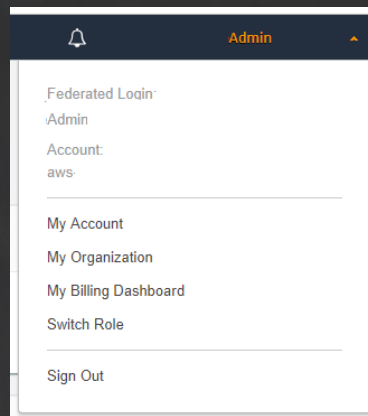 Admin
Federated Login:
Admin
Account:
aws
My Account
My Organization
My Billing Dashboard
Switch Role
Sign Out